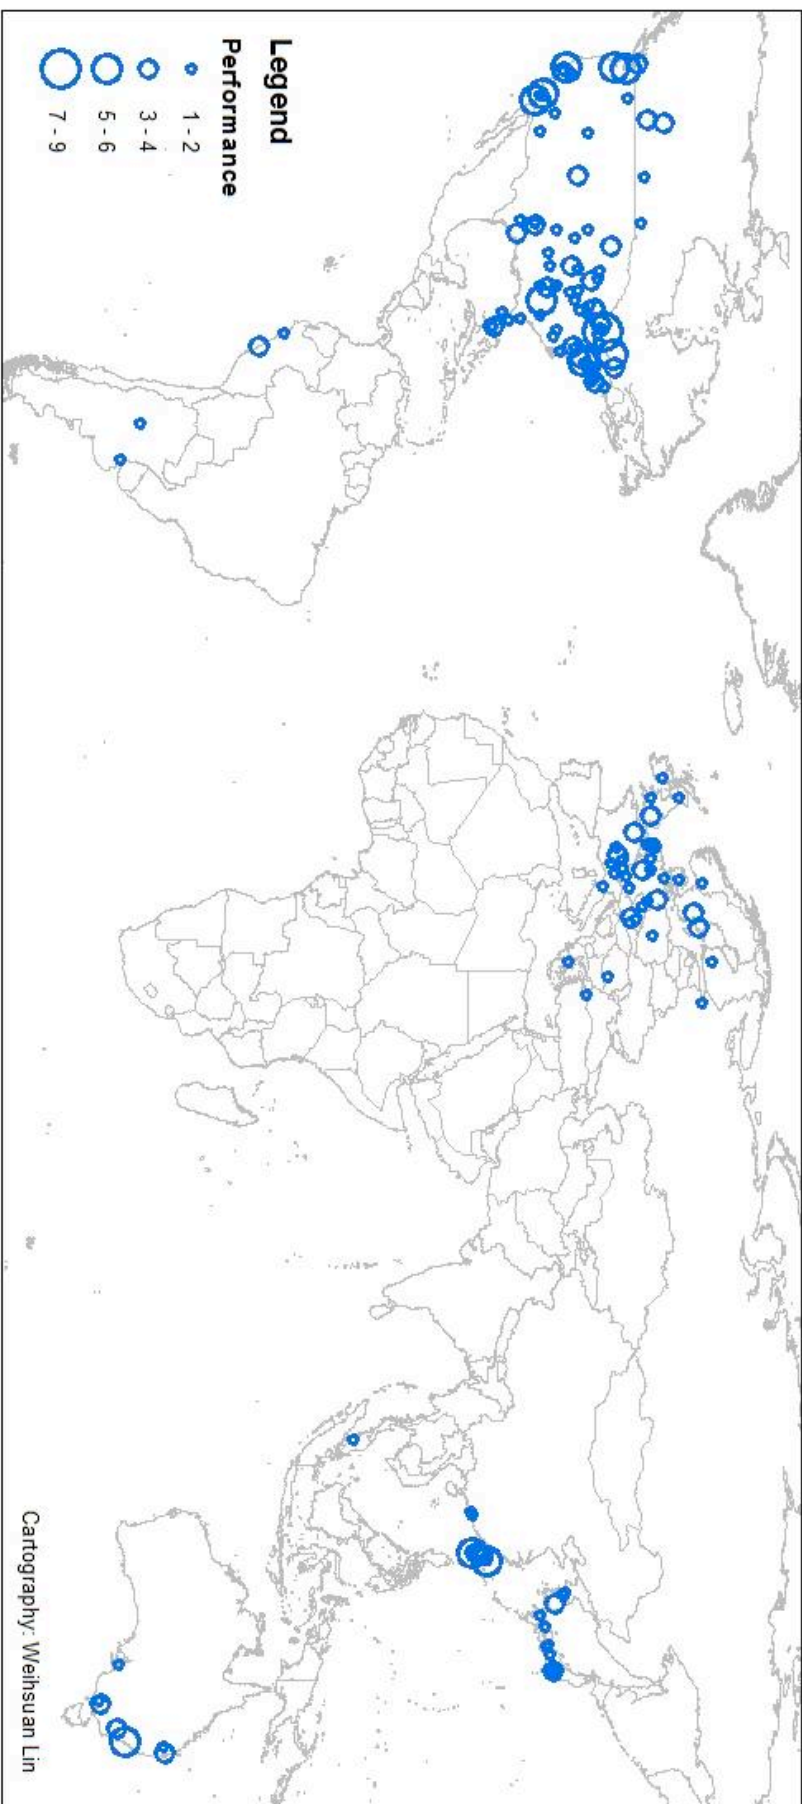 Legend
Performance
1 - 2
3 - 4
5 - 6
7 - 9
Cartography: Weihsuan Lin